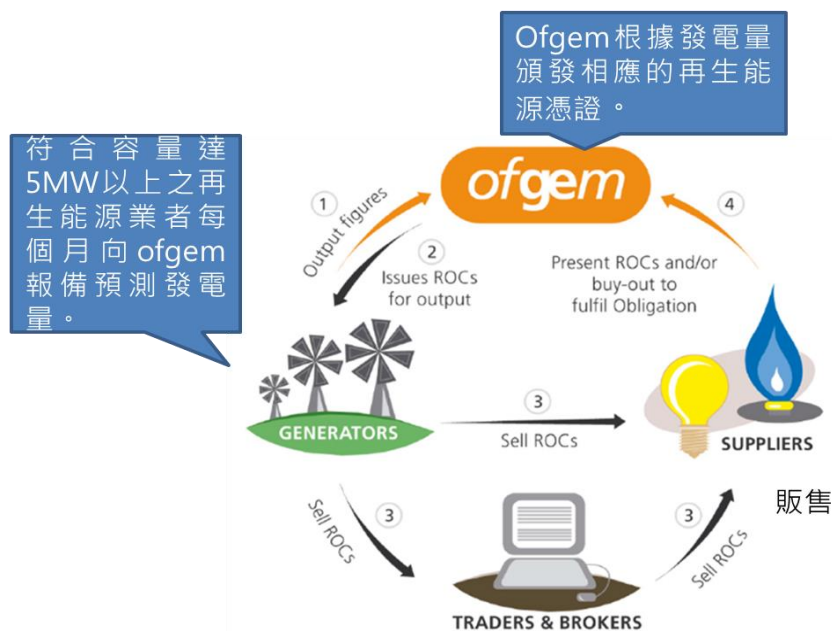 Ofgem根據發電量
頒發相應的再生能
源憑證。
符合容量達
5MW以上之再
生能源業者每
個月向ofgem
報備預測發電
量。
ofgem
1
Output figures
2
Issues ROCs
for output
4
Present ROCs and/or
buy-out to
fulfil Obligation
GENERATORS
3
Sell ROCs
SUPPLIERS
販售
3
Sell ROCs
3
Sell ROCs
TRADERS & BROKERS